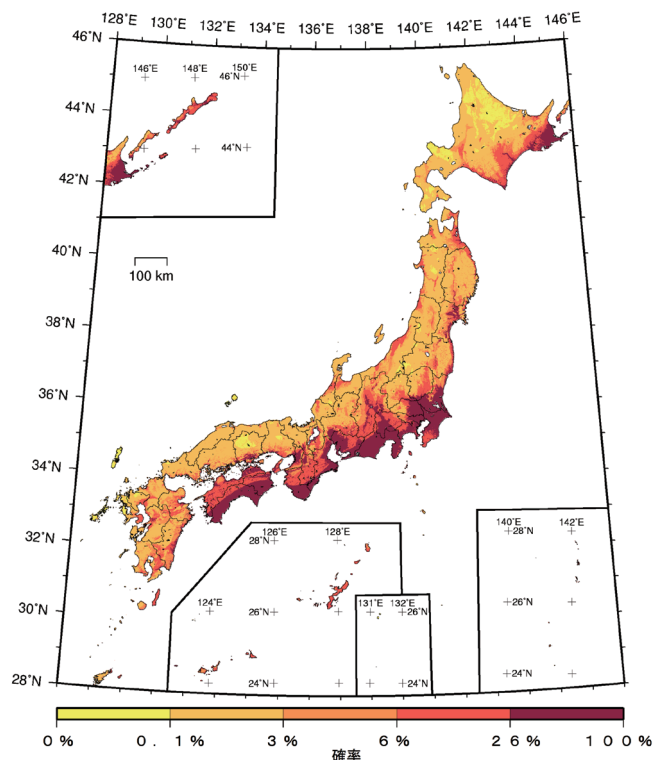 128°E 130°E 132°E 134°E 136°E 138°E 140°E 142°E 144°E 146°E
46°N
146°E 148°E 150°E
46°N
44°N
44°N
42°N
40°N
100 km
38°N
36°N
34°N
32°N
126°E 128°E
28°N
140°E 142°E
28°N
30°N
124°E
26°N
131°E 132°E
26°N
26°N
28°N
24°N
24°N
24°N
0% 0.1% 3% 6% 26% 100%
確率